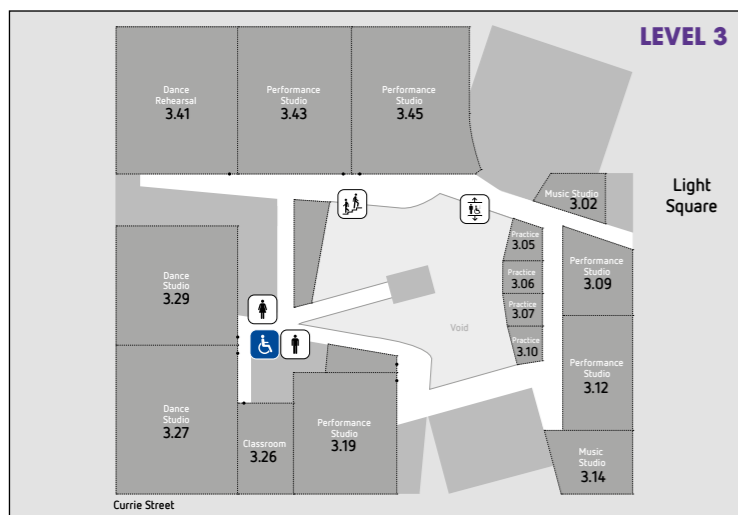 LEVEL 3
Dance
Rehearsal
3.41
Performance
Studio
3.43
Performance
Studio
3.45
Music Studio
3.02
Light
Square
Practice
3.05
Practice
3.06
Practice
3.07
Practice
3.10
Performance
Studio
3.09
Dance
Studio
3.29
Void
Performance
Studio
3.12
Dance
Studio
3.27
Classroom
3.26
Performance
Studio
3.19
Music
Studio
3.14
Currie Street